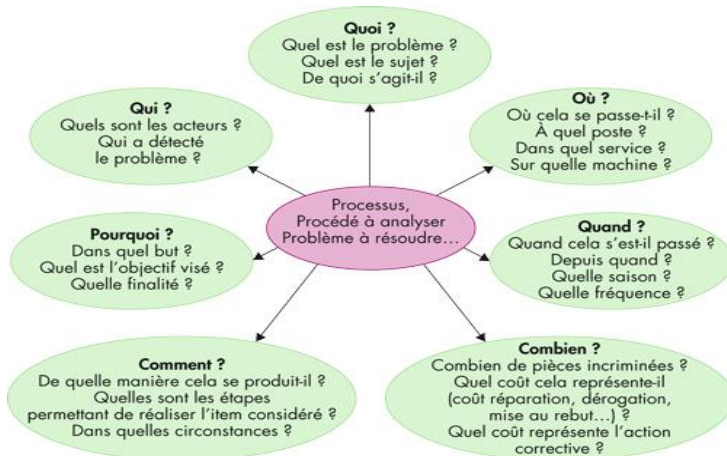 Quoi ?
Quel est le problème ?
Quel est le sujet ?
De quoi s'agit-il ?
Qui ?
Quels sont les acteurs ?
Qui a détecté
le problème ?
Où ?
Où cela se passe-t-il ?
À quel poste ?
Dans quel service ?
Sur quelle machine ?
Processus,
Procédé à analyser
Problème à résoudre...
Pourquoi ?
Dans quel but ?
Quel est l'objectif visé ?
Quelle finalité ?
Quand ?
Quand cela s'est-il passé ?
Depuis quand ?
Quelle saison ?
Quelle fréquence ?
Comment ?
De quelle manière cela se produit-il ?
Quelles sont les étapes
permettant de réaliser l'item considéré ?
Dans quelles circonstances ?
Combien ?
Combien de pièces incriminées ?
Quel coût cela représente-il
(coût réparation, dérogation,
mise au rebut...) ?
Quel coût représente l'action
corrective ?